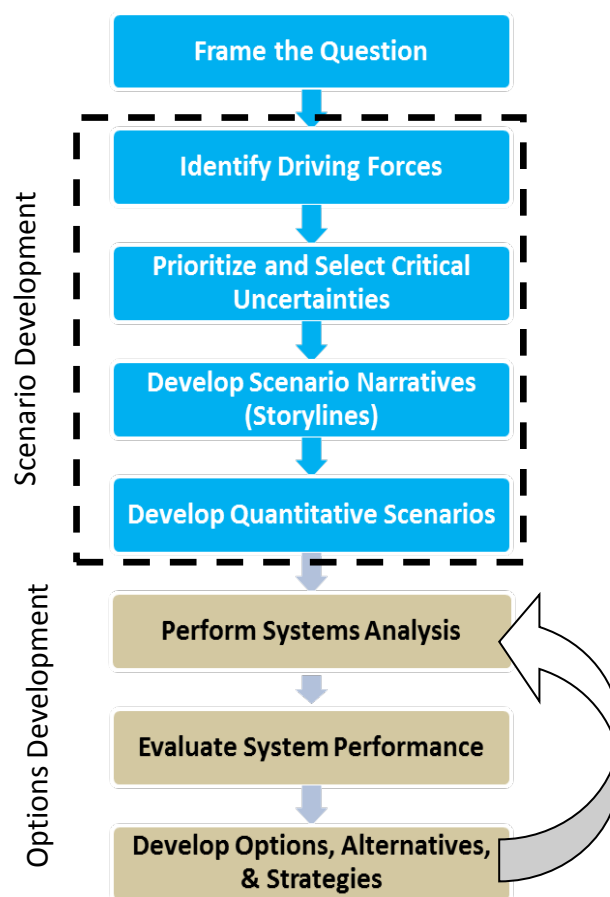 Frame the Question
Scenario Development
Identify Driving Forces
Prioritize and Select Critical
Uncertainties
Develop Scenario Narratives
(Storylines)
Develop Quantitative Scenarios
Options Development
Perform Systems Analysis
Evaluate System Performance
Develop Options, Alternatives,
& Strategies